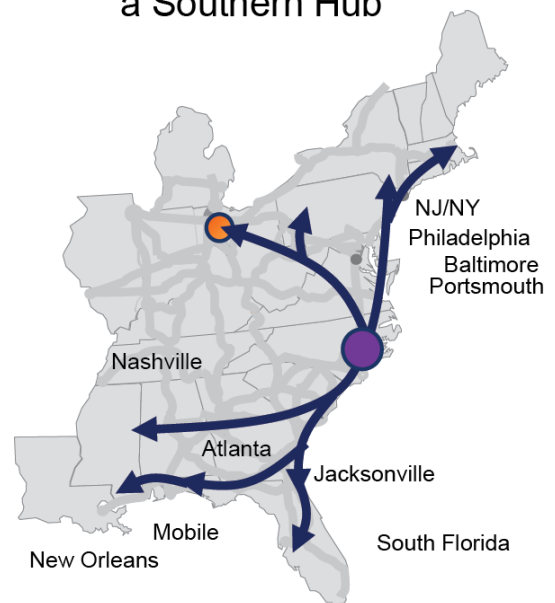 a Southern Hub
NJ/NY
Philadelphia
Baltimore
Portsmouth
Nashville
Atlanta
Jacksonville
Mobile
South Florida
New Orleans